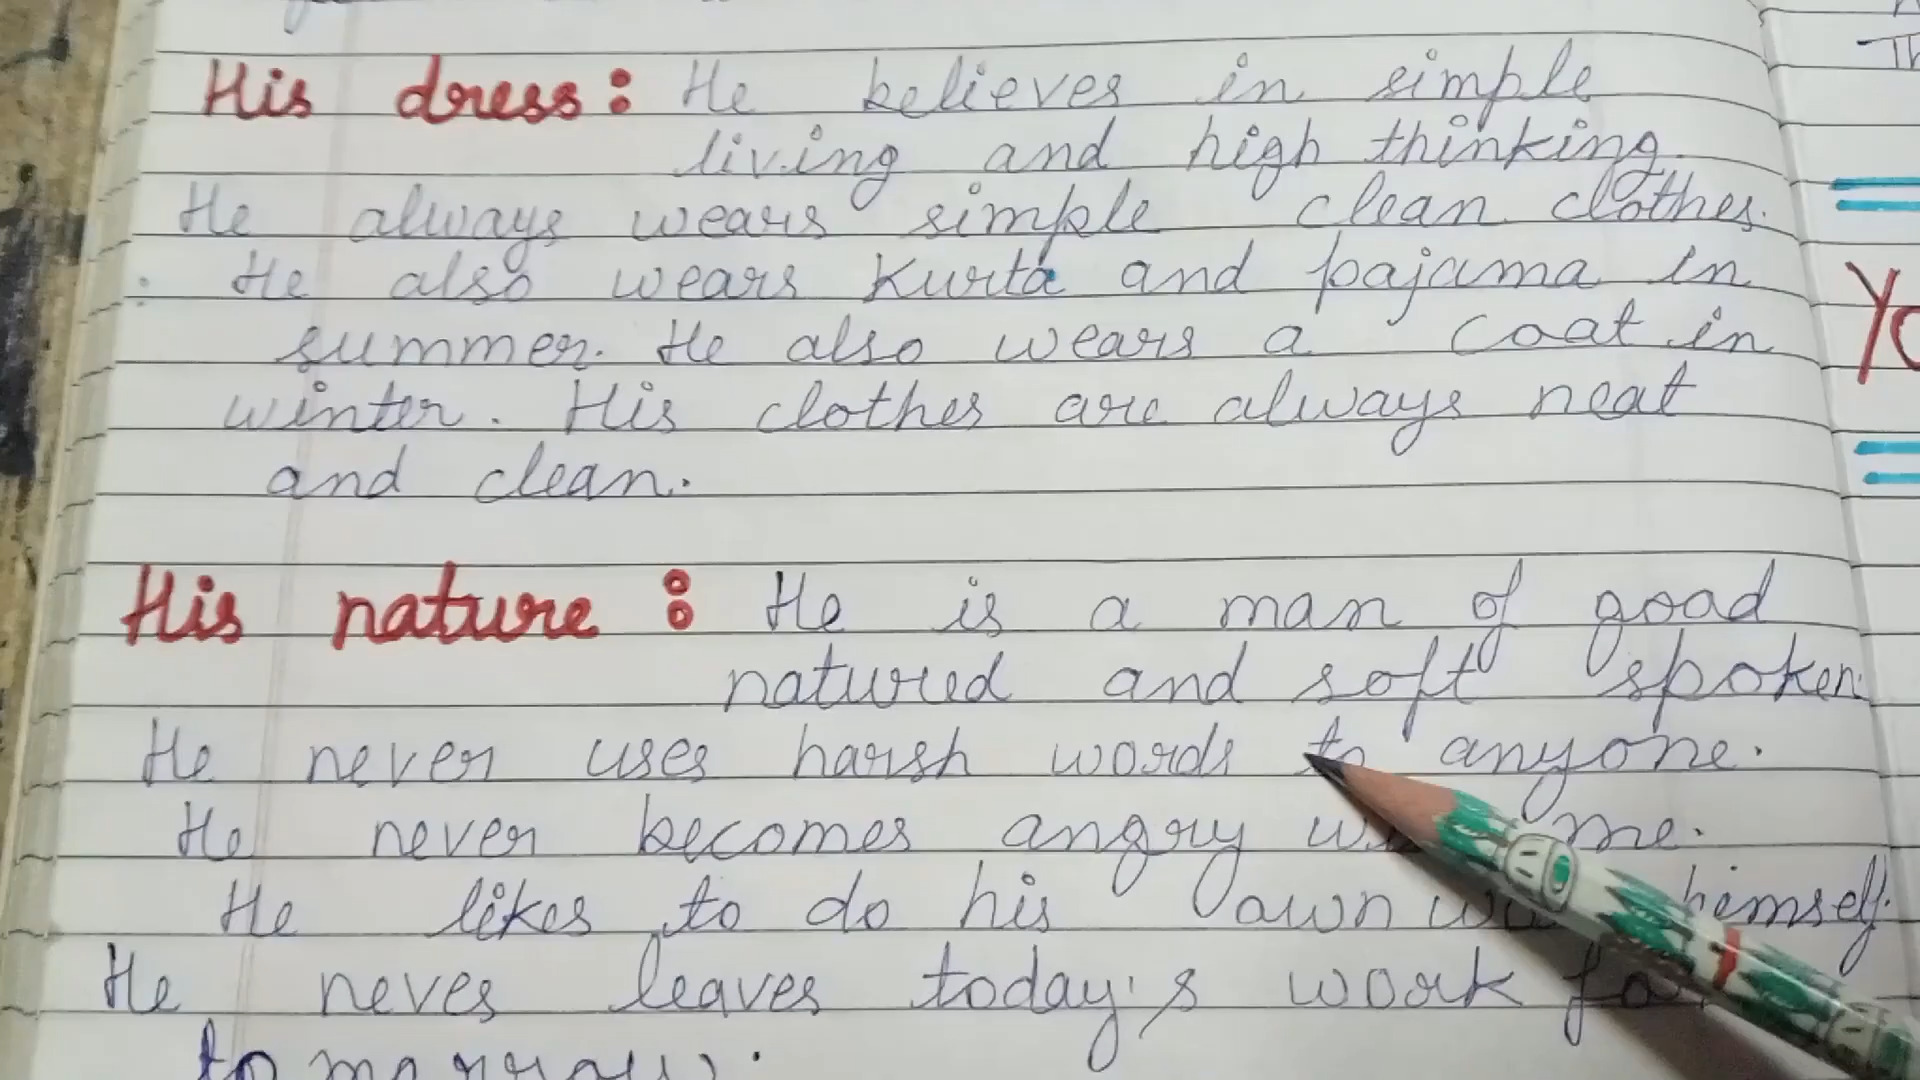 His dress: He believes in simple
living and high thinking.
He always wears simple clean clothes.
He also wears Kurta and pajama in
summer. He also wears a coat in
winter. His clothes are always neat
and clean.
His nature: He is a man of good
natured and soft spoken.
He never uses harsh words to anyone.
He never becomes angry me.
He likes to do his own himself.
He never leaves today's work for
tomorrow.